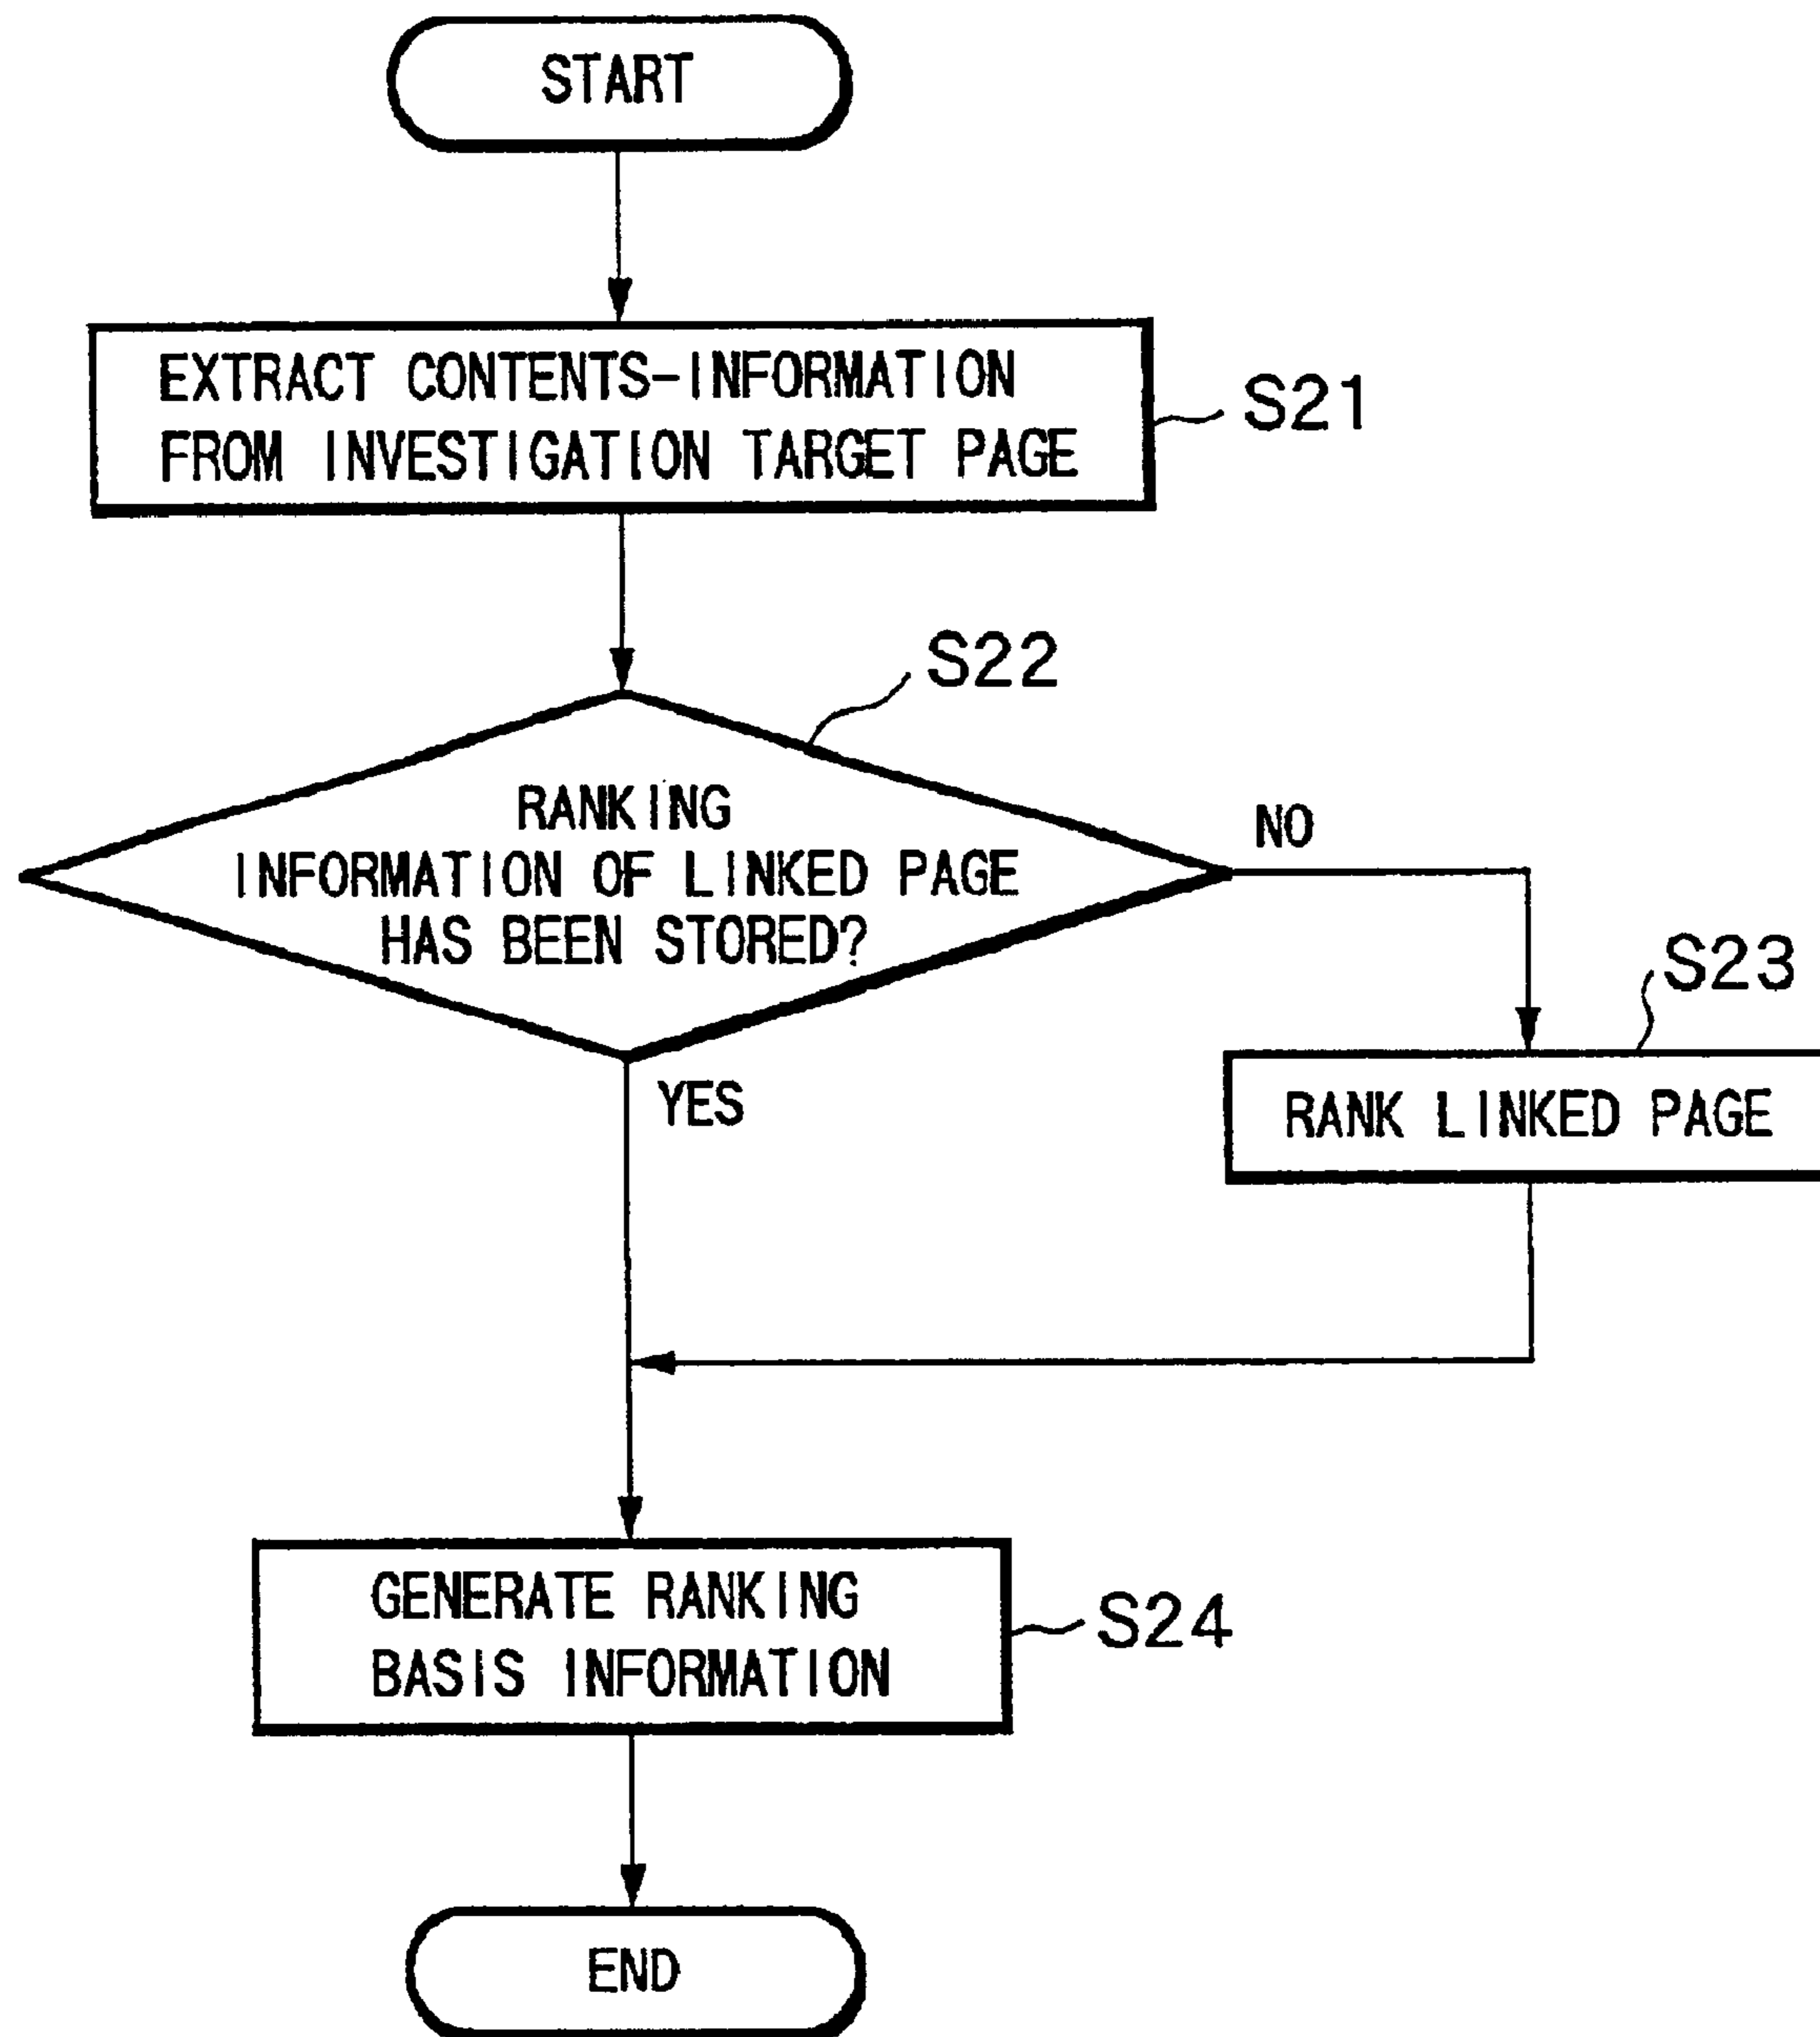 START
EXTRACT CONTENTS-INFORMATION
FROM INVESTIGATION TARGET PAGE
S21
S22
RANKING
INFORMATION OF LINKED PAGE
HAS BEEN STORED?
NO
S23
RANK LINKED PAGE
YES
GENERATE RANKING
BASIS INFORMATION
S24
END